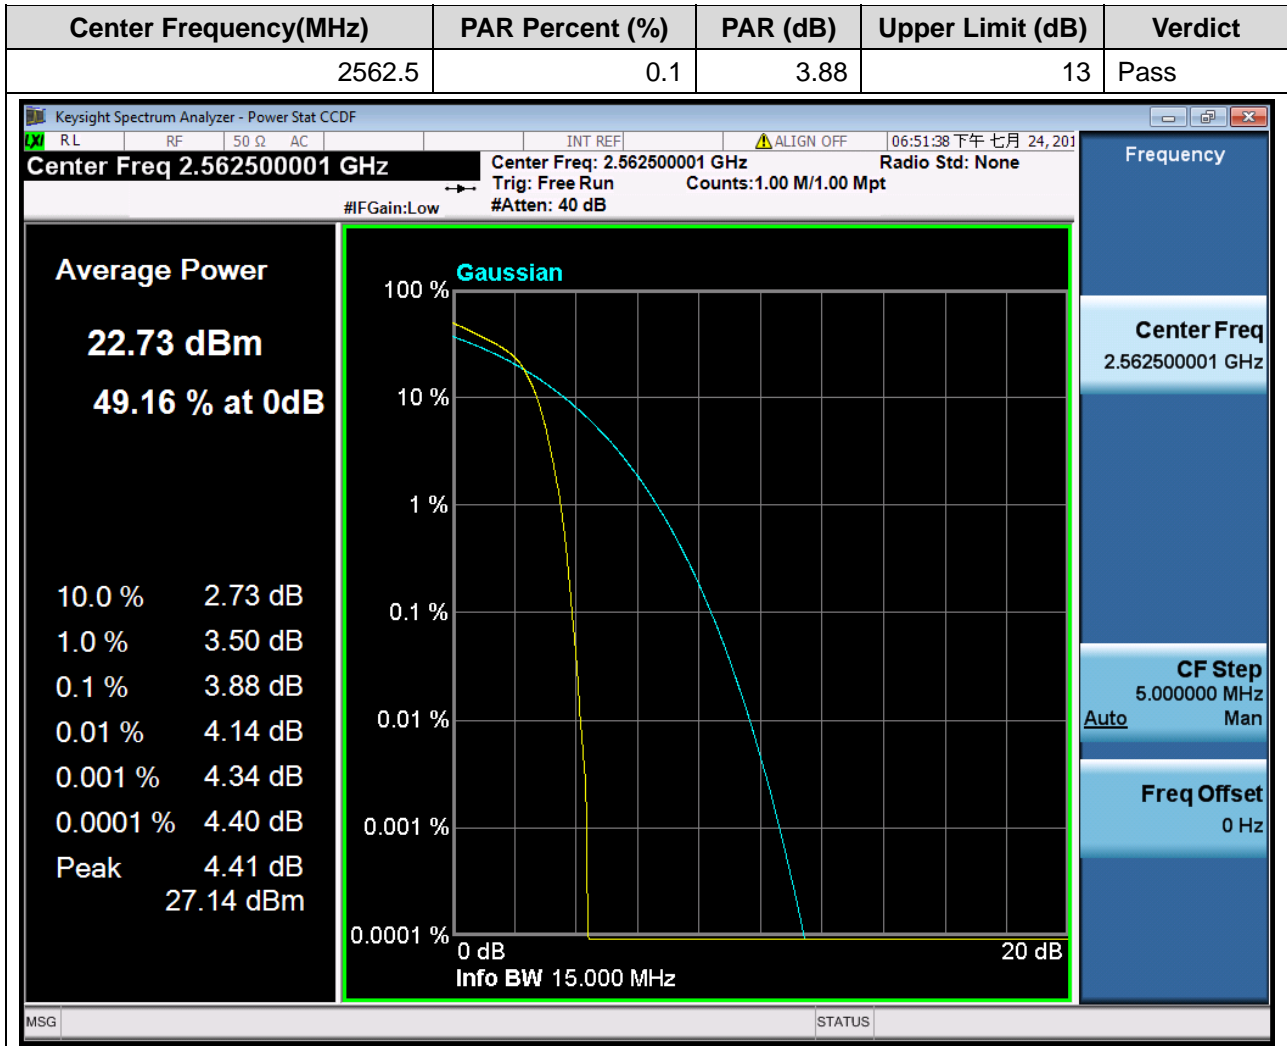 Center Frequency(MHz) PAR Percent (%) PAR (dB) Upper Limit (dB) Verdict
2562.5 0.1 3.88 13 Pass
Keysight Spectrum Analyzer - Power Stat CCDF
LXI RL RF 50 Ω AC INT REF ALIGN OFF 06:51:38 下午 七月 24, 201
Center Freq 2.562500001 GHz
Center Freq: 2.562500001 GHz Radio Std: None
Trig: Free Run Counts:1.00 M/1.00 Mpt
#IFGain:Low #Atten: 40 dB
Average Power
22.73 dBm
49.16 % at 0dB
10.0 % 2.73 dB
1.0 % 3.50 dB
0.1 % 3.88 dB
0.01 % 4.14 dB
0.001 % 4.34 dB
0.0001 % 4.40 dB
Peak 4.41 dB
27.14 dBm
Gaussian
100 %
10 %
1 %
0.1 %
0.01 %
0.001 %
0.0001 %
0 dB 20 dB
Info BW 15.000 MHz
Frequency
Center Freq
2.562500001 GHz
CF Step
5.000000 MHz
Auto Man
Freq Offset
0 Hz
MSG STATUS